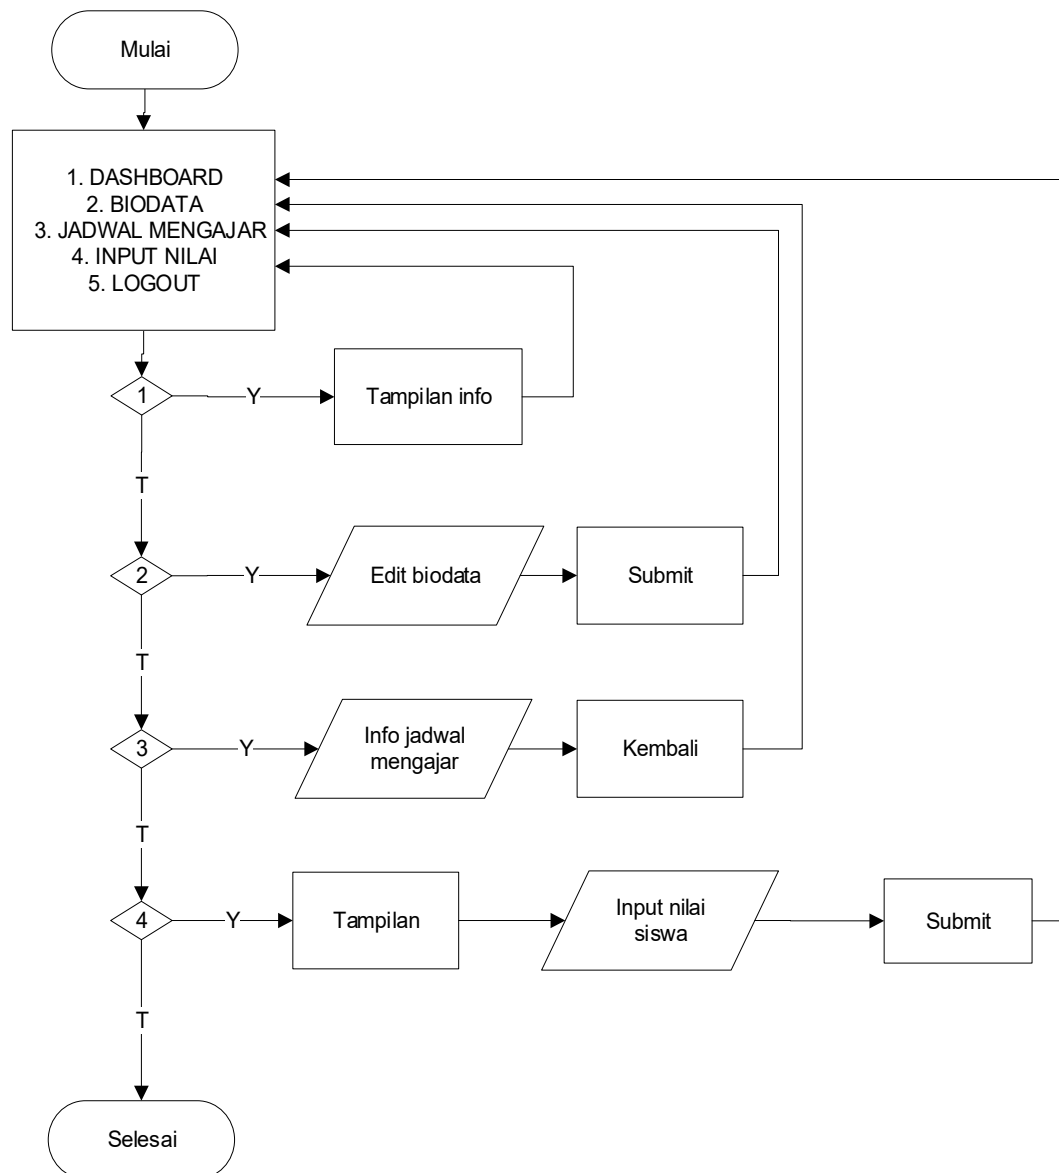 Mulai
1. DASHBOARD
2. BIODATA
3. JADWAL MENGAJAR
4. INPUT NILAI
5. LOGOUT
1
Y
Tampilan info
T
2
Y
Edit biodata
Submit
T
3
Y
Info jadwal
mengajar
Kembali
T
4
Y
Tampilan
Input nilai
siswa
Submit
T
Selesai